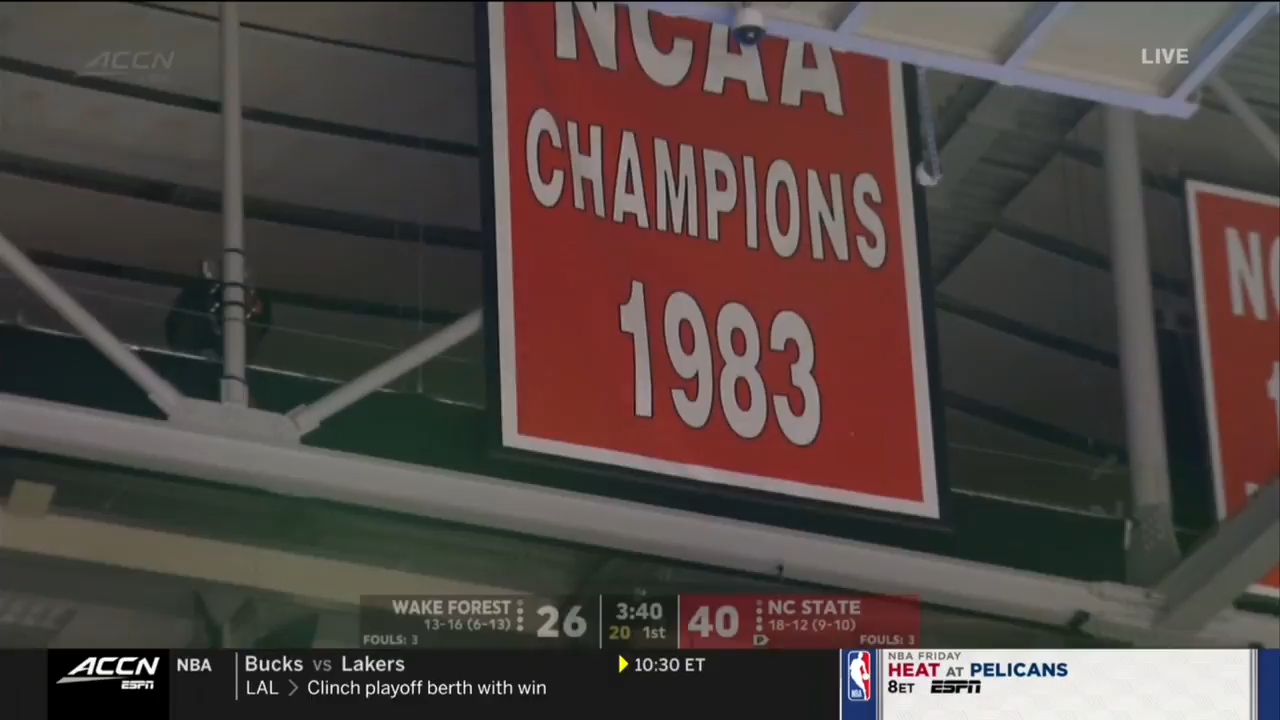 ACCN
LIVE
NCAA
CHAMPIONS
1983
WAKE FOREST
13-16 (6-13)
FOULS: 3
26
3:40
20 1st
40
NC STATE
18-12 (9-10)
FOULS: 3
ACCN
ESPN
NBA
Bucks vs Lakers
10:30 ET
LAL > Clinch playoff berth with win
NBA
NBA FRIDAY
HEAT AT PELICANS
8ET ESPN